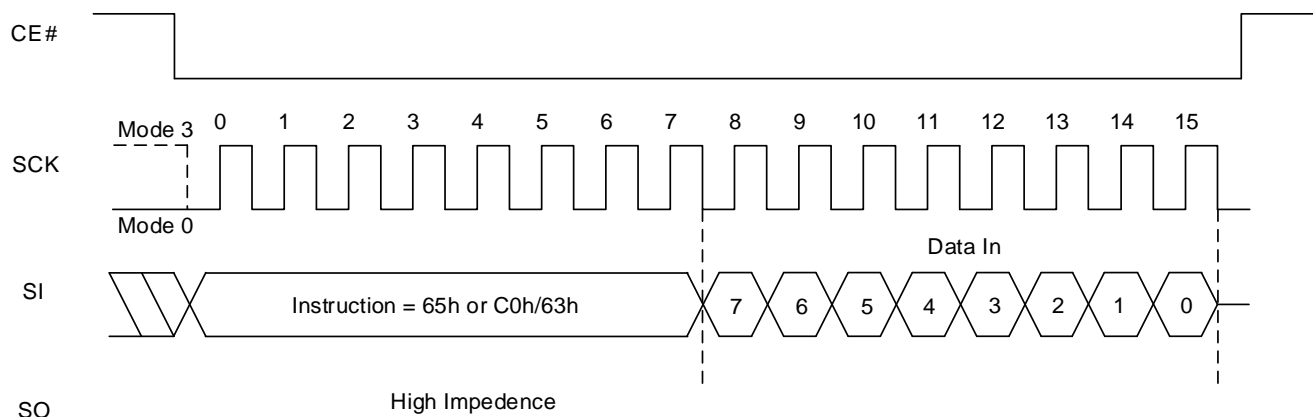 CE#
Mode 3
0 1 2 3 4 5 6 7 8 9 10 11 12 13 14 15
SCK
Mode 0
Data In
SI
Instruction = 65h or C0h/63h
7 6 5 4 3 2 1 0
High Impedence
SO